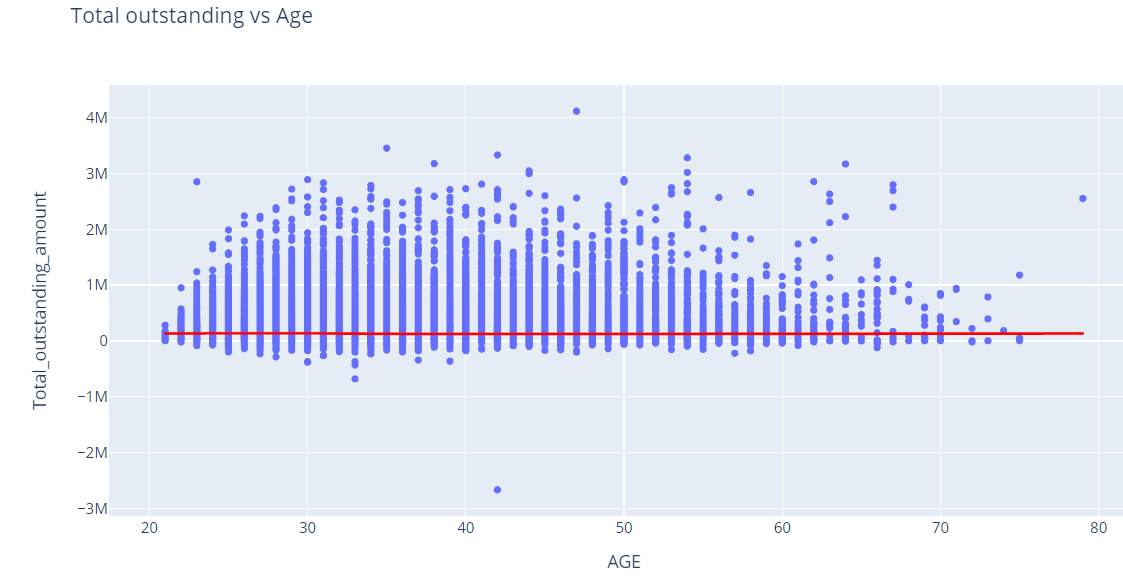 Total outstanding vs Age
Total_outstanding_amount
4M
3M
2M
1M
0
−1M
−2M
−3M
20
30
40
50
60
70
80
AGE